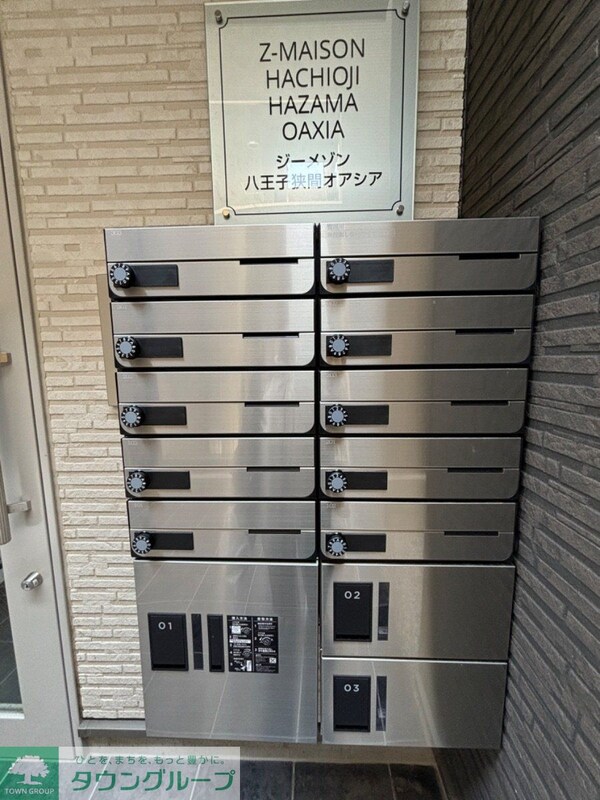 Z-MAISON
HACHIOJI
HAZAMA
OAXIA
ジーメゾン
八王子狭間オアシア
01
02
03
ひとを、まちを、もっと豊かに。
タウングループ
TOWN GROUP